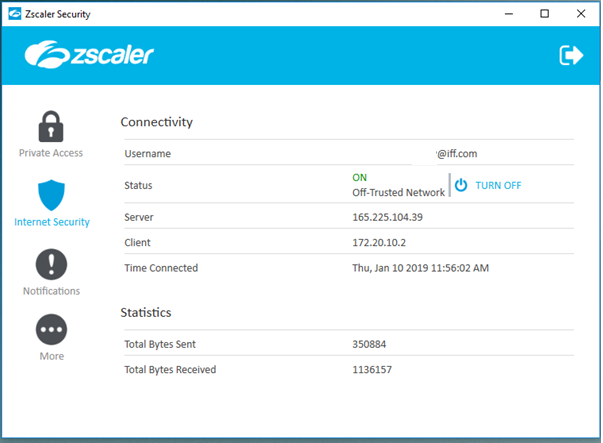 Zscaler Security
zscaler
Private Access
Internet Security
Notifications
More
Connectivity
Username @iff.com
Status ON
Off-Trusted Network TURN OFF
Server 165.225.104.39
Client 172.20.10.2
Time Connected Thu, Jan 10 2019 11:56:02 AM
Statistics
Total Bytes Sent 350884
Total Bytes Received 1136157